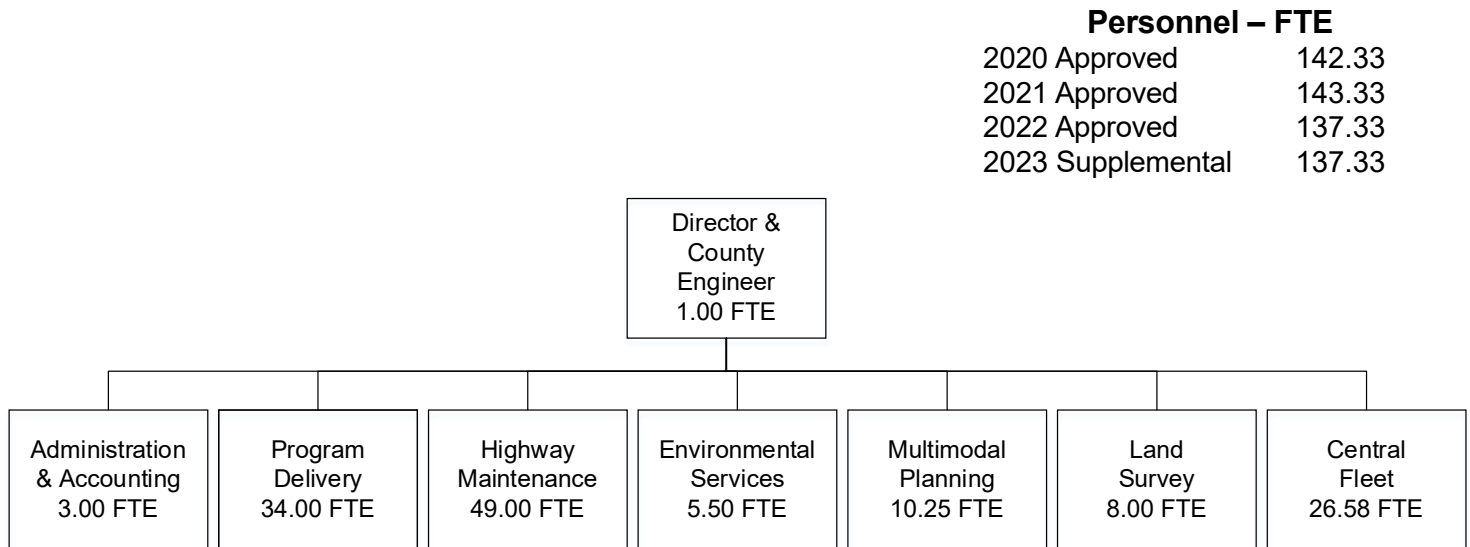 Personnel – FTE
2020 Approved 142.33
2021 Approved 143.33
2022 Approved 137.33
2023 Supplemental 137.33
Director &
County
Engineer
1.00 FTE
Administration
& Accounting
3.00 FTE
Program
Delivery
34.00 FTE
Highway
Maintenance
49.00 FTE
Environmental
Services
5.50 FTE
Multimodal
Planning
10.25 FTE
Land
Survey
8.00 FTE
Central
Fleet
26.58 FTE